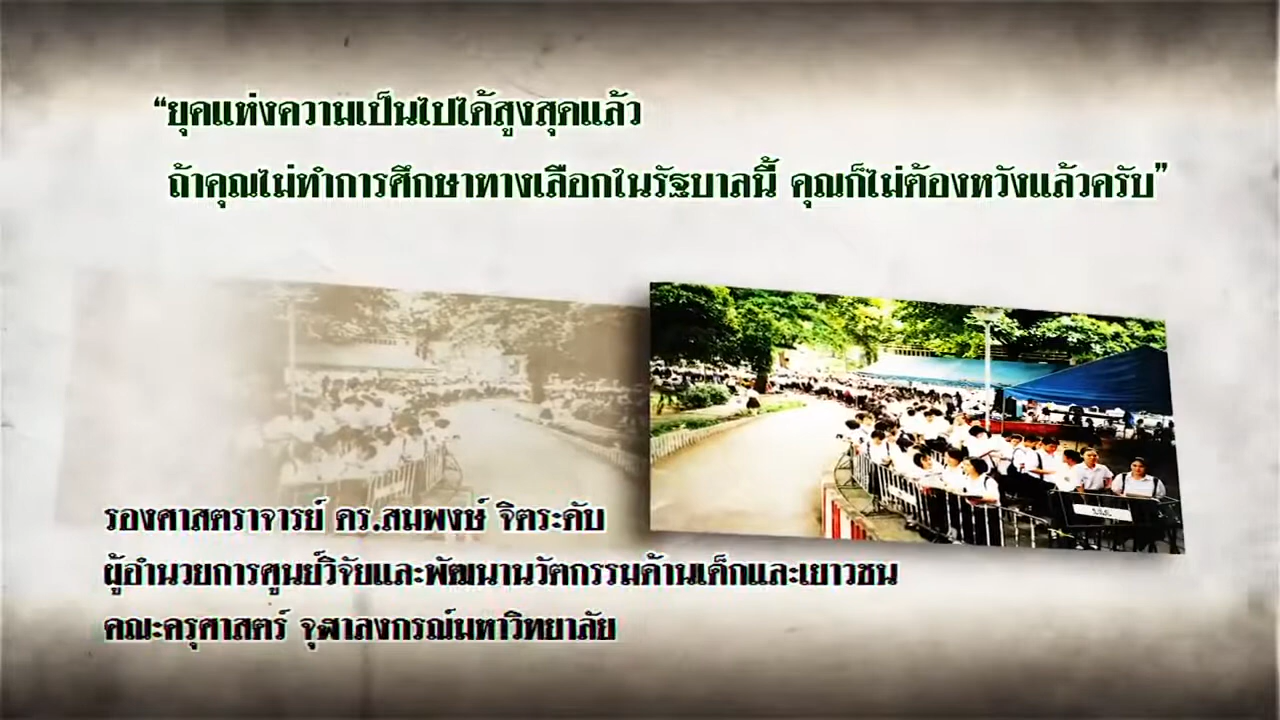 “ยุคแห่งความเป็นไปได้สูงสุดแล้ว
ถ้าคุณไม่ทำการศึกษาทางเลือกในรัฐบาลนี้ คุณก็ไม่ต้องหวังแล้วครับ”
รองศาสตราจารย์ ดร.สมพงษ์ จิตระดับ
ผู้อำนวยการศูนย์วิจัยและพัฒนานวัตกรรมด้านเด็กและเยาวชน
คณะครุศาสตร์ จุฬาลงกรณ์มหาวิทยาลัย